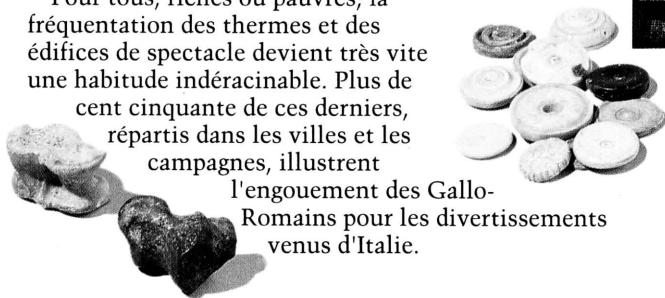 Pour tous, riches ou pauvres, la
fréquentation des thermes et des
édifices de spectacle devient très vite
une habitude indéracinable. Plus de
cent cinquante de ces derniers,
répartis dans les villes et les
campagnes, illustrent
l'engouement des Gallo-
Romains pour les divertissements
venus d'Italie.